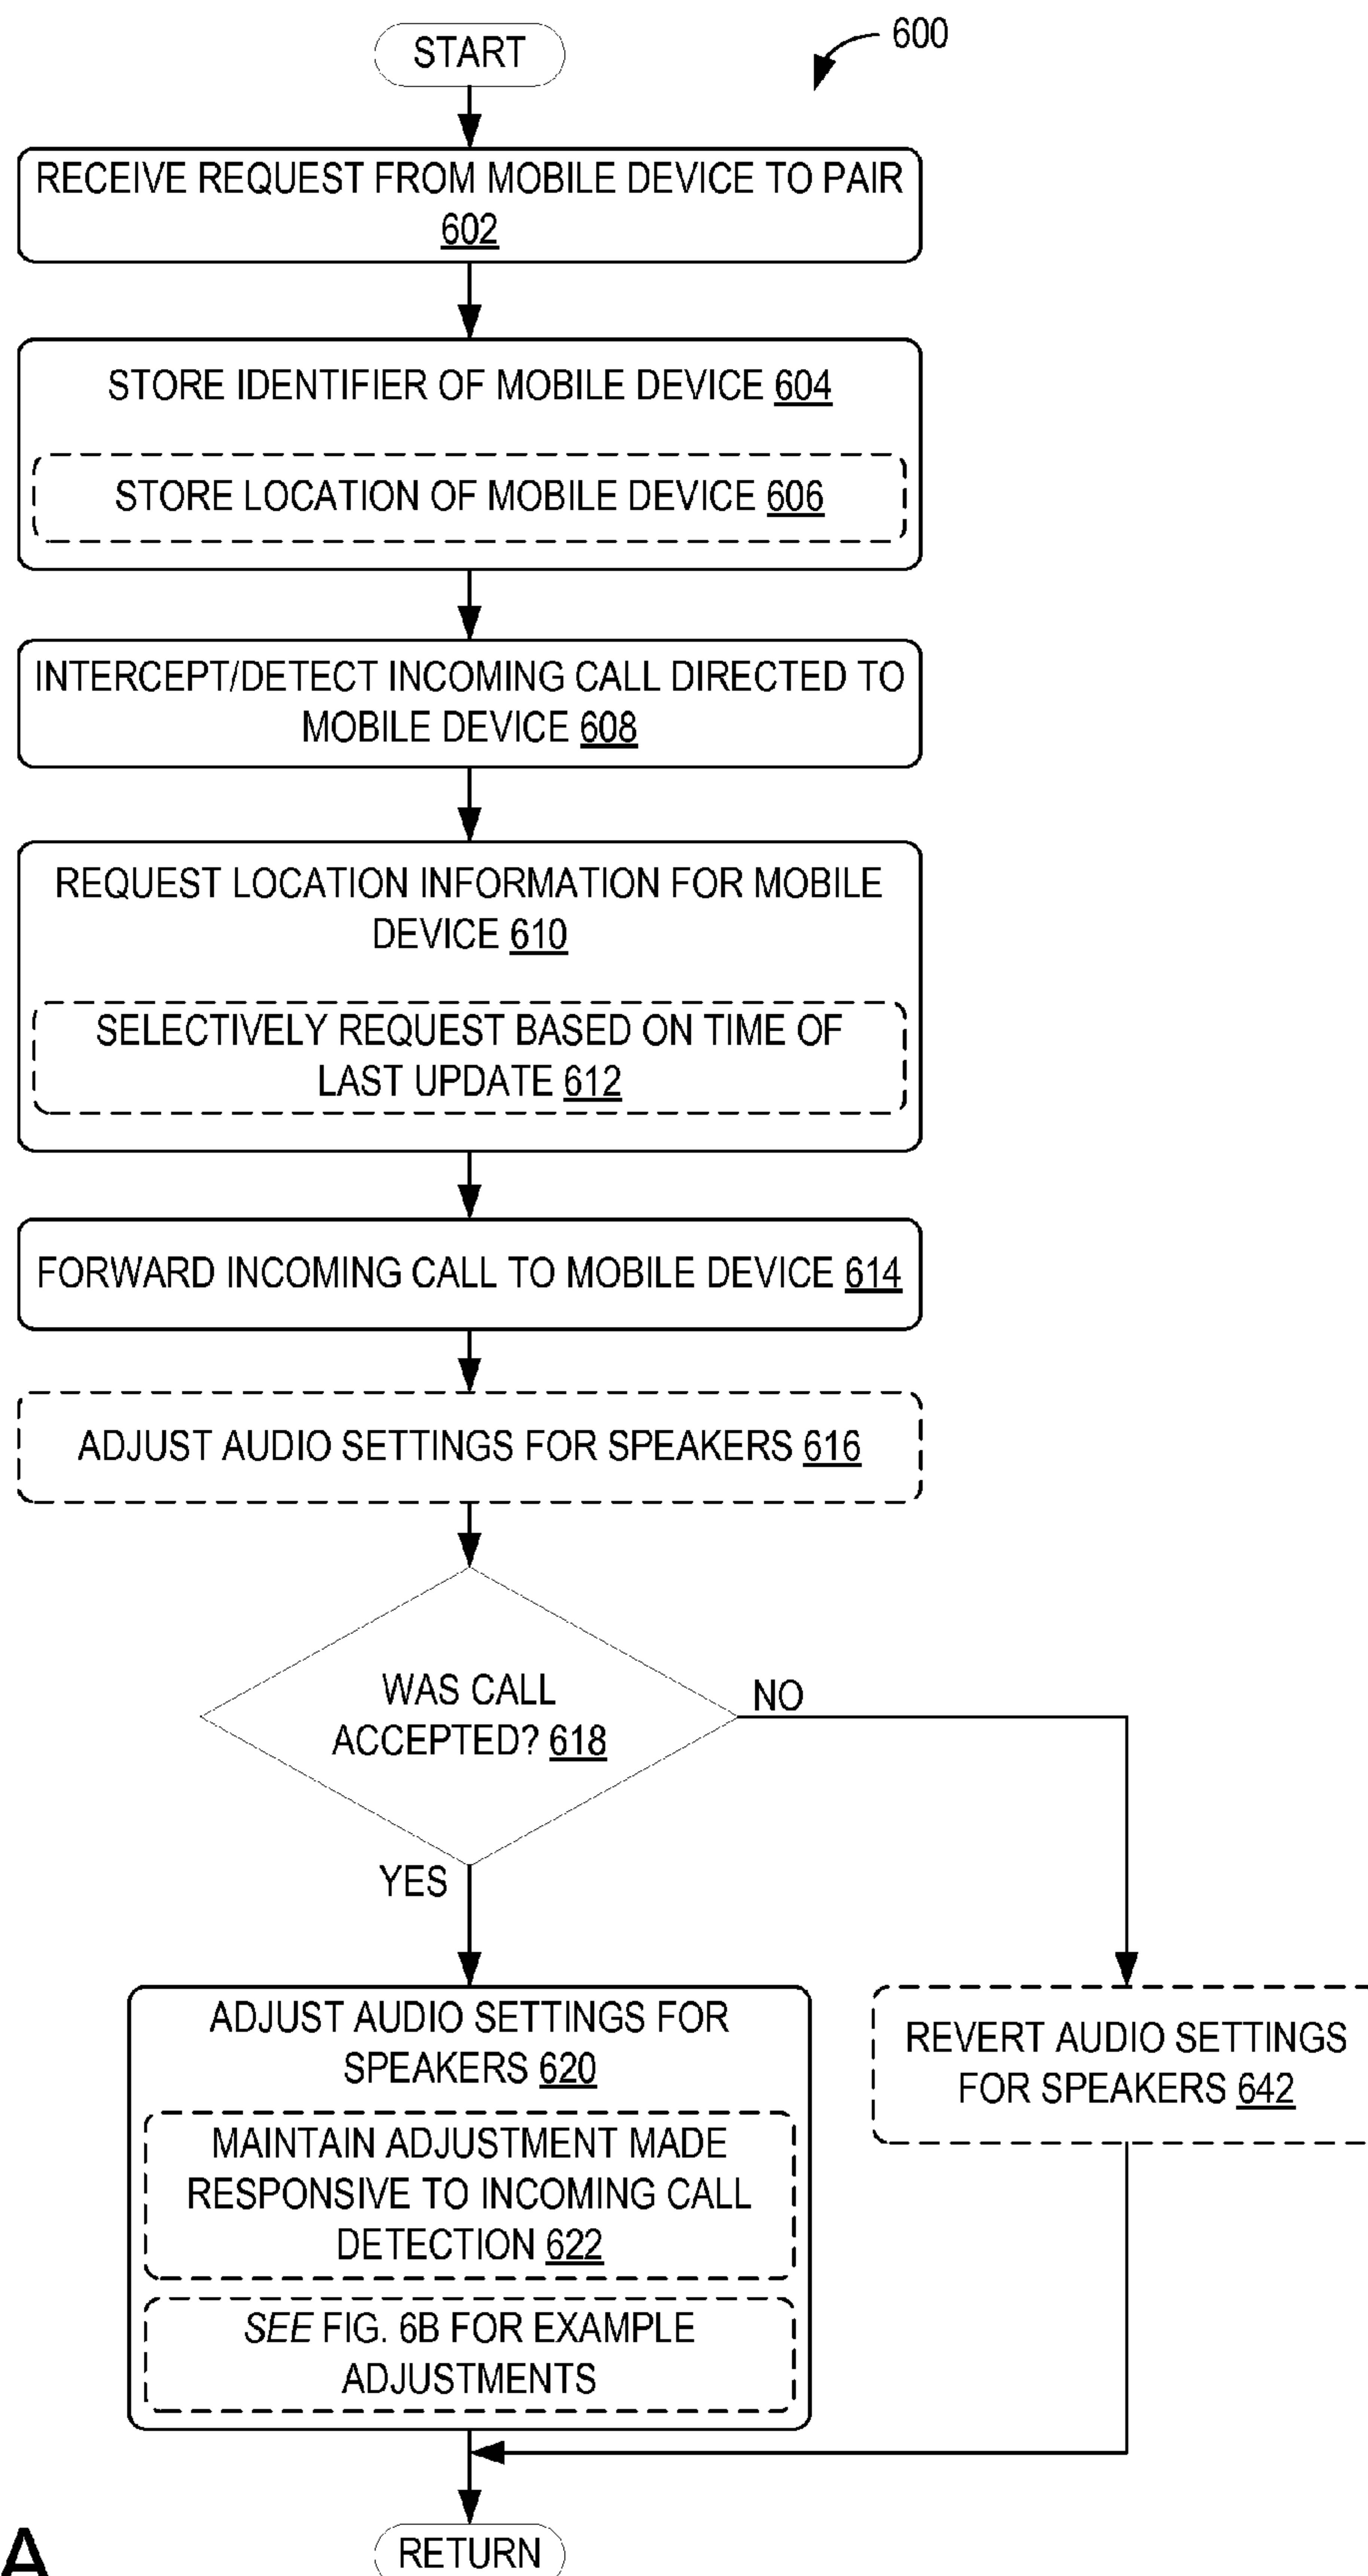 START
600
RECEIVE REQUEST FROM MOBILE DEVICE TO PAIR
602
STORE IDENTIFIER OF MOBILE DEVICE 604
STORE LOCATION OF MOBILE DEVICE 606
INTERCEPT/DETECT INCOMING CALL DIRECTED TO
MOBILE DEVICE 608
REQUEST LOCATION INFORMATION FOR MOBILE
DEVICE 610
SELECTIVELY REQUEST BASED ON TIME OF
LAST UPDATE 612
FORWARD INCOMING CALL TO MOBILE DEVICE 614
ADJUST AUDIO SETTINGS FOR SPEAKERS 616
WAS CALL
ACCEPTED? 618
NO
YES
ADJUST AUDIO SETTINGS FOR
SPEAKERS 620
MAINTAIN ADJUSTMENT MADE
RESPONSIVE TO INCOMING CALL
DETECTION 622
SEE FIG. 6B FOR EXAMPLE
ADJUSTMENTS
REVERT AUDIO SETTINGS
FOR SPEAKERS 642
RETURN
A